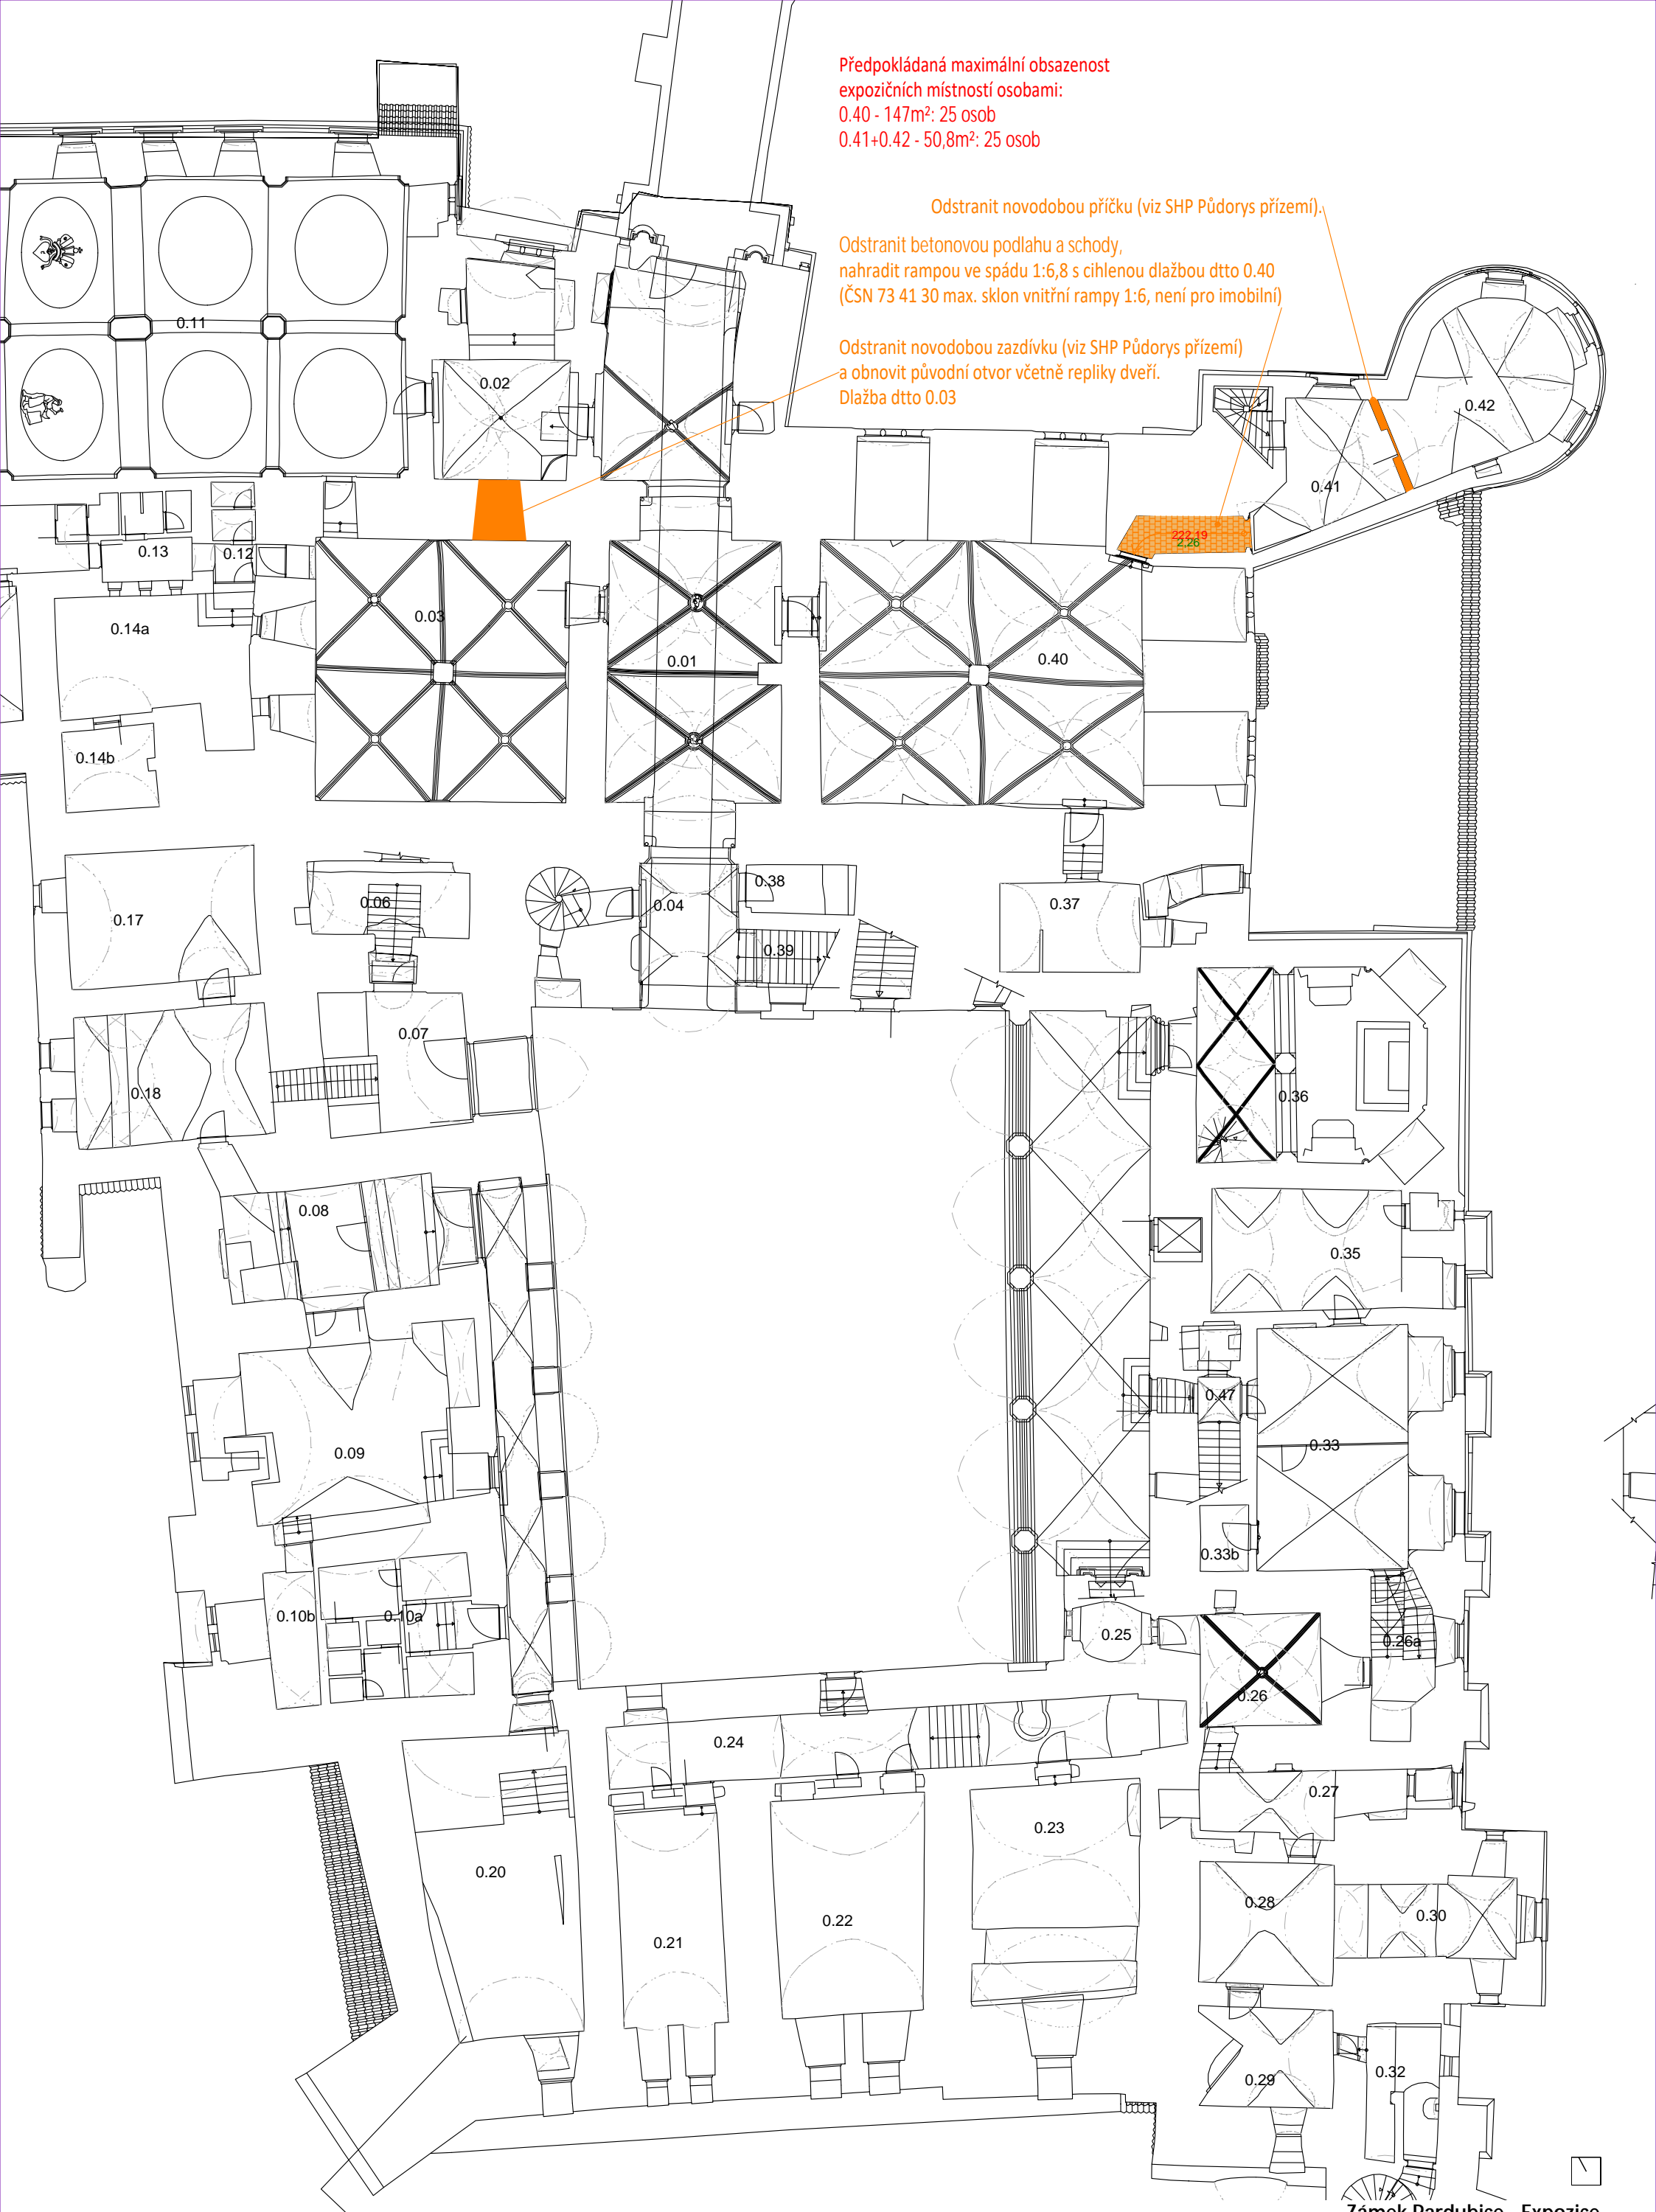 Předpokládaná maximální obsazenost
expozičních místností osobami:
0.40 - 147m²: 25 osob
0.41+0.42 - 50,8m²: 25 osob
Odstranit novodobou příčku (viz SHP Půdorys přízemí).
Odstranit betonovou podlahu a schody,
nahradit rampou ve spádu 1:6,8 s cihlenou dlažbou dtto 0.40
(ČSN 73 41 30 max. sklon vnitřní rampy 1:6, není pro imobilní)
Odstranit novodobou zazdívku (viz SHP Půdorys přízemí)
a obnovit původní otvor včetně repliky dveří.
Dlažba dtto 0.03
0.11
0.02
0.42
0.41
222,19
2,26
0.13
0.12
0.14a
0.03
0.01
0.40
0.14b
0.38
0.06
0.04
0.37
0.17
0.39
0.07
0.18
0.36
0.08
0.35
0.47
0.33
0.09
0.33b
0.10b
0.10a
0.25
0.26a
0.26
0.24
0.27
0.23
0.20
0.28
0.30
0.22
0.21
0.32
0.29
Zámek Pardubice - Expozice